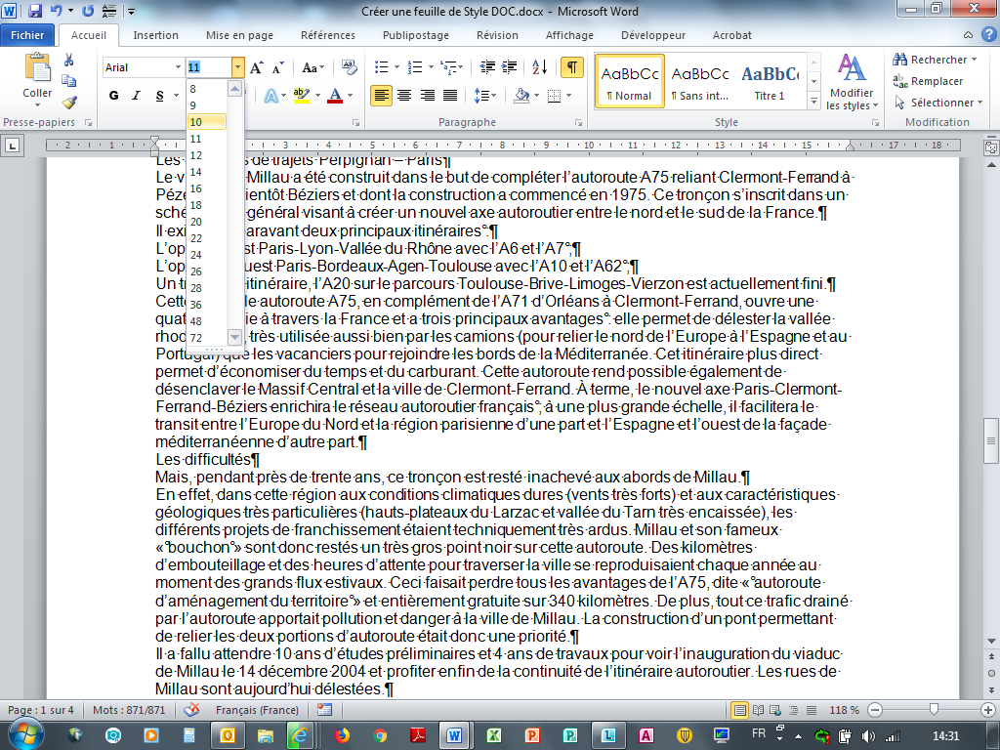 Créer une feuille de Style DOC.docx - Microsoft Word
Fichier Accueil Insertion Mise en page Références Publipostage Révision Affichage Développeur Acrobat
Coller
Arial 11
G I S
AaBbCc AaBbCc AaBbC
¶ Normal ¶ Sans int... Titre 1
Modifier les styles
Rechercher
Remplacer
Sélectionner
Presse-papiers Paragraphe Style Modification
8
9
10
11
12
14
16
18
20
22
24
26
28
36
48
72
2 1 3 4 5 6 7 8 9 10 11 12 13 14 15 17 18
Les de trajets Perpignan – Paris¶
Le v Millau a été construit dans le but de compléter l’autoroute A75 reliant Clermont-Ferrand à
Péze ientôt Béziers et dont la construction a commencé en 1975. Ce tronçon s’inscrit dans un
sché général visant à créer un nouvel axe autoroutier entre le nord et le sud de la France.¶
Il exi aravant deux principaux itinéraires°:¶
L’op st Paris-Lyon-Vallée du Rhône avec l’A6 et l’A7°;¶
L’op uest Paris-Bordeaux-Agen-Toulouse avec l’A10 et l’A62°;¶
Un tr itinéraire, l’A20 sur le parcours Toulouse-Brive-Limoges-Vierzon est actuellement fini.¶
Cette le autoroute A75, en complément de l’A71 d’Orléans à Clermont-Ferrand, ouvre une
quat ie à travers la France et a trois principaux avantages°: elle permet de délester la vallée
rhod , très utilisée aussi bien par les camions (pour relier le nord de l’Europe à l’Espagne et au
Portugal) que les vacanciers pour rejoindre les bords de la Méditerranée. Cet itinéraire plus direct
permet d’économiser du temps et du carburant. Cette autoroute rend possible également de
désenclaver le Massif Central et la ville de Clermont-Ferrand. À terme, le nouvel axe Paris-Clermont-
Ferrand-Béziers enrichira le réseau autoroutier français°; à une plus grande échelle, il facilitera le
transit entre l’Europe du Nord et la région parisienne d’une part et l’Espagne et l’ouest de la façade
méditerranéenne d’autre part.¶
Les difficultés¶
Mais, pendant près de trente ans, ce tronçon est resté inachevé aux abords de Millau.¶
En effet, dans cette région aux conditions climatiques dures (vents très forts) et aux caractéristiques
géologiques très particulières (hauts-plateaux du Larzac et vallée du Tarn très encaissée), les
différents projets de franchissement étaient techniquement très ardus. Millau et son fameux
«°bouchon°» sont donc restés un très gros point noir sur cette autoroute. Des kilomètres
d’embouteillage et des heures d’attente pour traverser la ville se reproduisaient chaque année au
moment des grands flux estivaux. Ceci faisait perdre tous les avantages de l’A75, dite «°autoroute
d’aménagement du territoire°» et entièrement gratuite sur 340 kilomètres. De plus, tout ce trafic drainé
par l’autoroute apportait pollution et danger à la ville de Millau. La construction d’un pont permettant
de relier les deux portions d’autoroute était donc une priorité.¶
Il a fallu attendre 10 ans d’études préliminaires et 4 ans de travaux pour voir l’inauguration du viaduc
de Millau le 14 décembre 2004 et profiter enfin de la continuité de l’itinéraire autoroutier. Les rues de
Millau sont aujourd’hui délestées.¶
Page : 1 sur 4 Mots : 871/871 Français (France) 118 %
FR 14:31